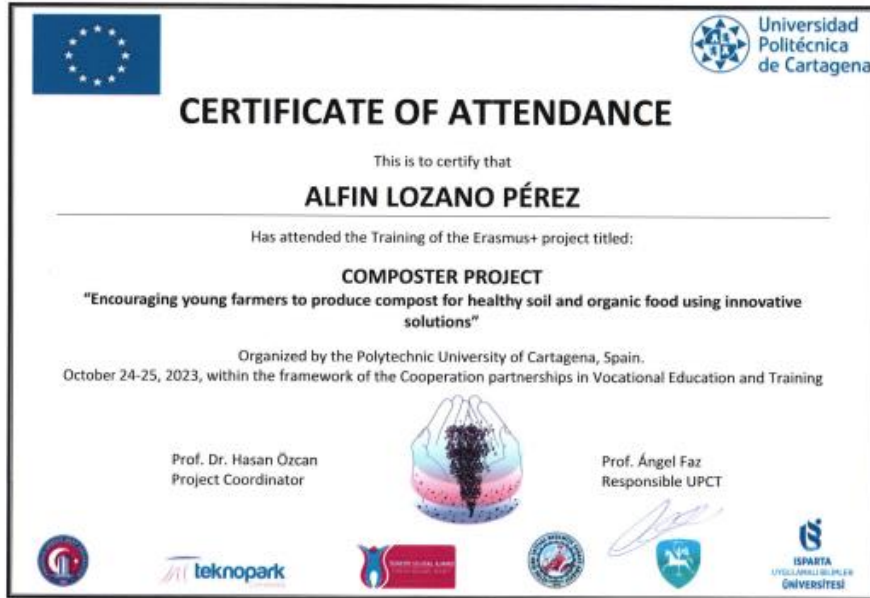 Universidad
Politécnica
de Cartagena
CERTIFICATE OF ATTENDANCE
This is to certify that
ALFIN LOZANO PÉREZ
Has attended the Training of the Erasmus+ project titled:
COMPOSTER PROJECT
"Encouraging young farmers to produce compost for healthy soil and organic food using innovative
solutions"
Organized by the Polytechnic University of Cartagena, Spain.
October 24-25, 2023, within the framework of the Cooperation partnerships in Vocational Education and Training
Prof. Dr. Hasan Özcan
Project Coordinator
Prof. Ángel Faz
Responsible UPCT
teknopark
ISPARTA
UYGULAMALI BİLİMLER
ÜNİVERSİTESİ